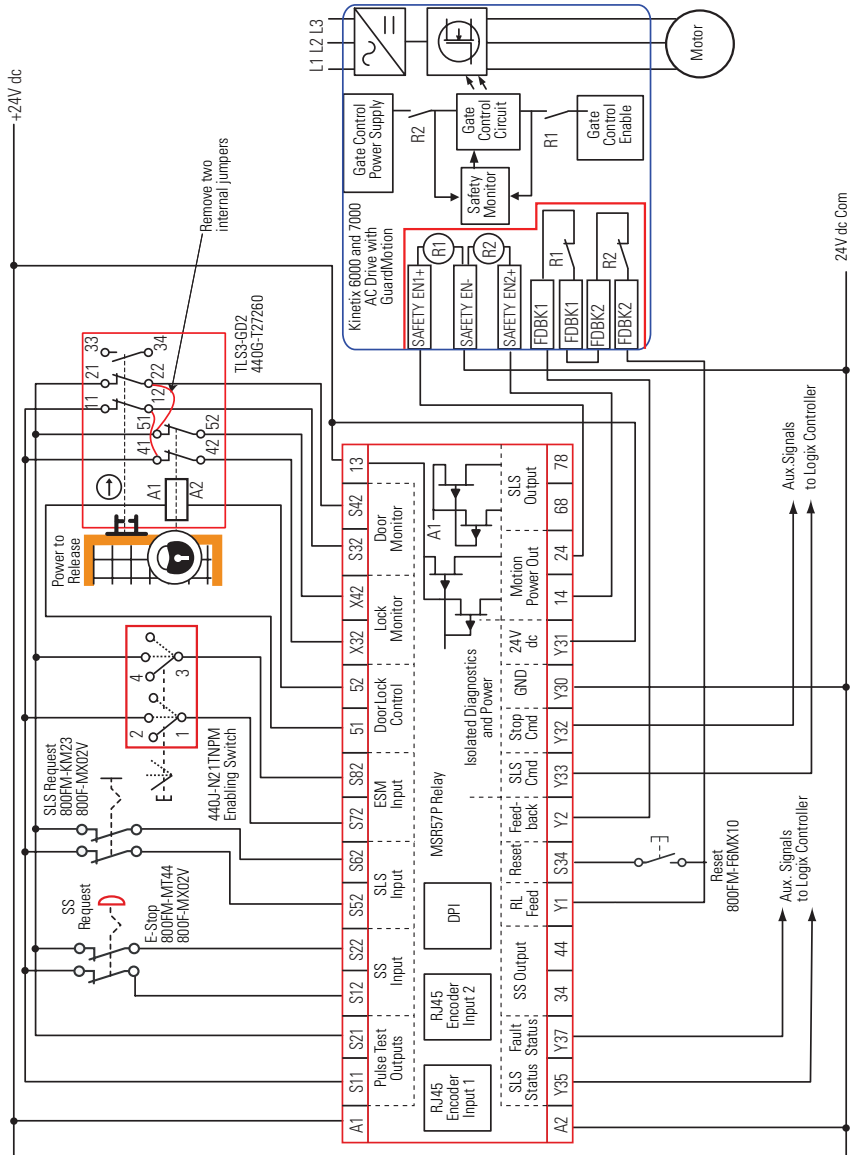 +24V dc
SS
Request
E-Stop
800FM-MT44
800F-MX02V
SLS Request
800FM-KM23
800F-MX02V
2
4
1
3
440J-N21TNPM
Enabling Switch
Power to
Release
A1
A2
41
51
11
21
33
42
52
12
22
34
TLS3-GD2
440G-T27260
Remove two
internal jumpers
A1
S11
S21
S12
S22
S52
S62
S72
S82
51
52
X32
X42
S32
S42
13
Pulse Test
Outputs
SS
Input
SLS
Input
ESM
Input
Door Lock
Control
Lock
Monitor
Door
Monitor
RJ45
Encoder
Input 1
RJ45
Encoder
Input 2
DPI
MSR57P Relay
Isolated Diagnostics
and Power
A1
SLS
Status
Fault
Status
SS Output
RL
Feed
Reset
Feed-
back
SLS
Cmd
Stop
Cmd
GND
24V
dc
Motion
Power Out
SLS
Output
A2
Y35
Y37
34
44
Y1
S34
Y2
Y33
Y32
Y30
Y31
14
24
68
78
Reset
800FM-F6MX10
Aux. Signals
to Logix Controller
Aux.Signals
to Logix Controller
24V dc Com
Kinetix 6000 and 7000
AC Drive with
GuardMotion
SAFETY EN1+
SAFETY EN-
SAFETY EN2+
FDBK1
FDBK1
FDBK2
FDBK2
R1
R2
R1
R2
Gate Control
Power Supply
R2
Safety
Monitor
Gate
Control
Circuit
R1
Gate
Control
Enable
L1 L2 L3
Motor